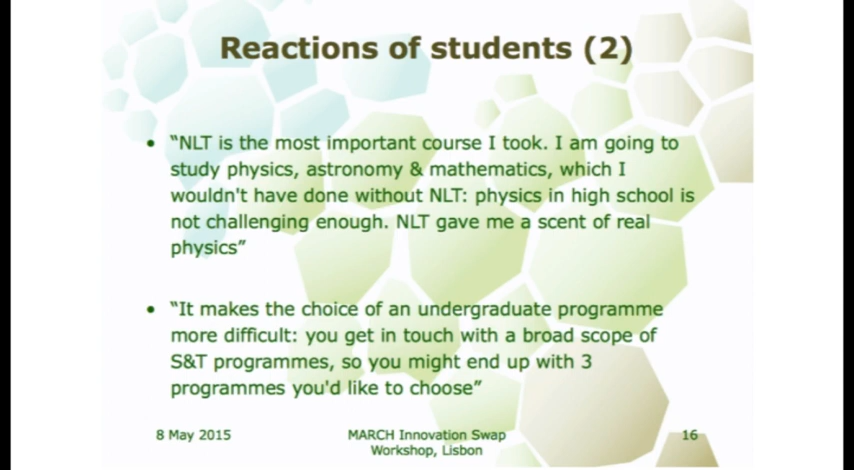 Reactions of students (2)
• "NLT is the most important course I took. I am going to
study physics, astronomy & mathematics, which I
wouldn't have done without NLT: physics in high school is
not challenging enough. NLT gave me a scent of real
physics"
• "It makes the choice of an undergraduate programme
more difficult: you get in touch with a broad scope of
S&T programmes, so you might end up with 3
programmes you'd like to choose"
8 May 2015
MARCH Innovation Swap
Workshop, Lisbon
16